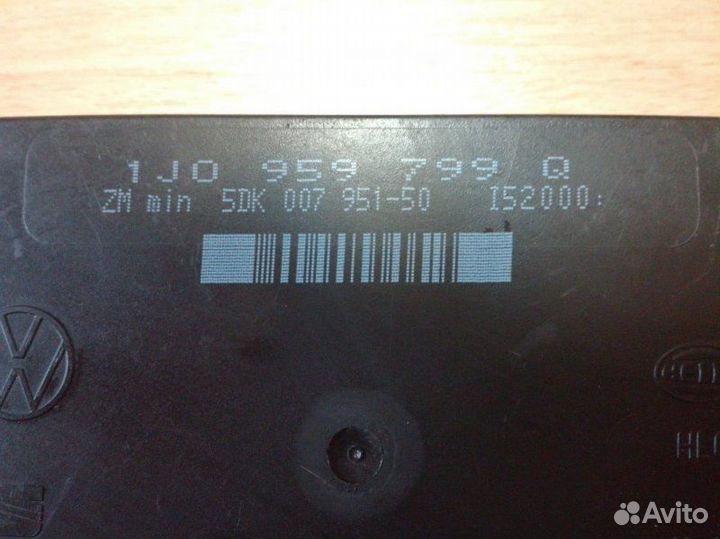 1J0 959 799 Q
ZM min 5DK 007 951-50 I52000:
Avito